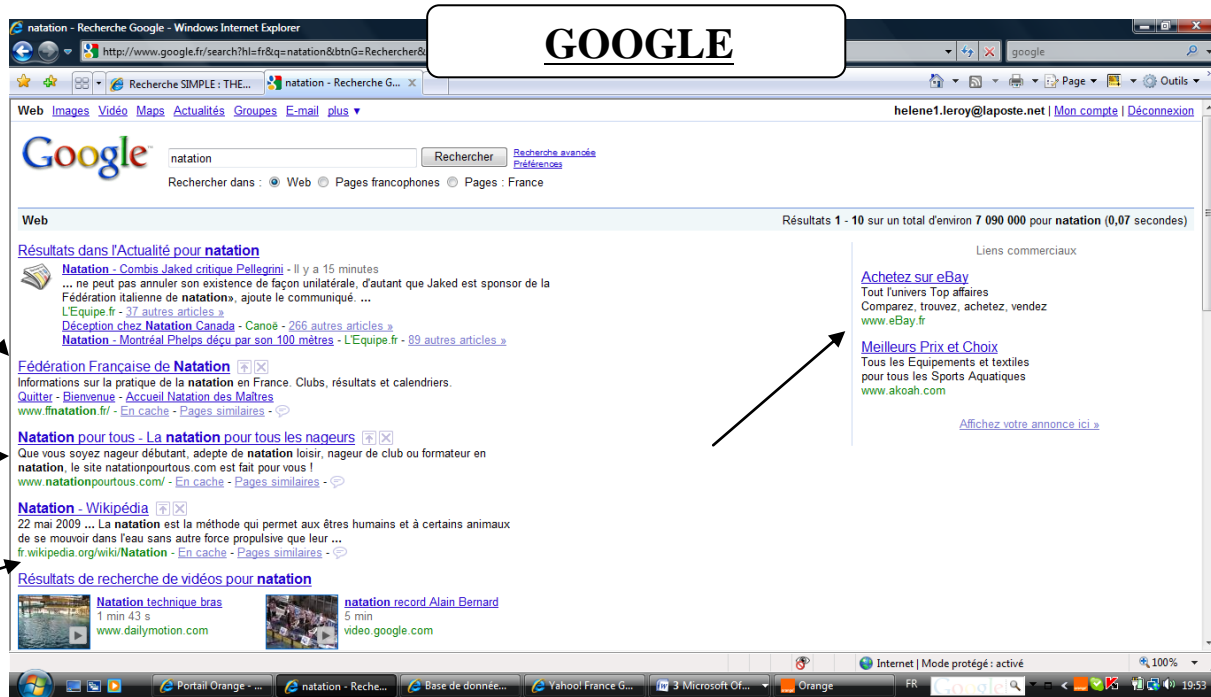 natation - Recherche Google - Windows Internet Explorer
GOOGLE
http://www.google.fr/search?hl=fr&q=natation&btnG=Rechercher&
google
Recherche SIMPLE : THE...
natation - Recherche G...
Page
Outils
Web Images Vidéo Maps Actualités Groupes E-mail plus ▼
helene1.leroy@laposte.net | Mon compte | Déconnexion
Google
natation
Rechercher
Recherche avancée
Préférences
Rechercher dans : Web Pages francophones Pages : France
Web
Résultats 1 - 10 sur un total d'environ 7 090 000 pour natation (0,07 secondes)
Résultats dans l'Actualité pour natation
Natation - Combis Jaked critique Pellegrini - Il y a 15 minutes
... ne peut pas annuler son existence de façon unilatérale, d'autant que Jaked est sponsor de la
Fédération italienne de natation», ajoute le communiqué. ...
L'Equipe.fr - 37 autres articles »
Déception chez Natation Canada - Canoë - 266 autres articles »
Natation - Montréal Phelps déçu par son 100 mètres - L'Equipe.fr - 89 autres articles »
Fédération Française de Natation
Informations sur la pratique de la natation en France. Clubs, résultats et calendriers.
Quitter - Bienvenue - Accueil Natation des Maîtres
www.ffnatation.fr/ - En cache - Pages similaires -
Natation pour tous - La natation pour tous les nageurs
Que vous soyez nageur débutant, adepte de natation loisir, nageur de club ou formateur en
natation, le site natationpourtous.com est fait pour vous !
www.natationpourtous.com/ - En cache - Pages similaires -
Natation - Wikipédia
22 mai 2009 ... La natation est la méthode qui permet aux êtres humains et à certains animaux
de se mouvoir dans l'eau sans autre force propulsive que leur ...
fr.wikipedia.org/wiki/Natation - En cache - Pages similaires -
Résultats de recherche de vidéos pour natation
Natation technique bras
1 min 43 s
www.dailymotion.com
natation record Alain Bernard
5 min
video.google.com
Liens commerciaux
Achetez sur eBay
Tout l'univers Top affaires
Comparez, trouvez, achetez, vendez
www.eBay.fr
Meilleurs Prix et Choix
Tous les Equipements et textiles
pour tous les Sports Aquatiques
www.akoah.com
Affichez votre annonce ici »
Internet | Mode protégé : activé
100%
Portail Orange - ...
natation - Reche...
Base de donnée...
Yahoo! France G...
3 Microsoft Of...
Orange
FR
Google
19:53